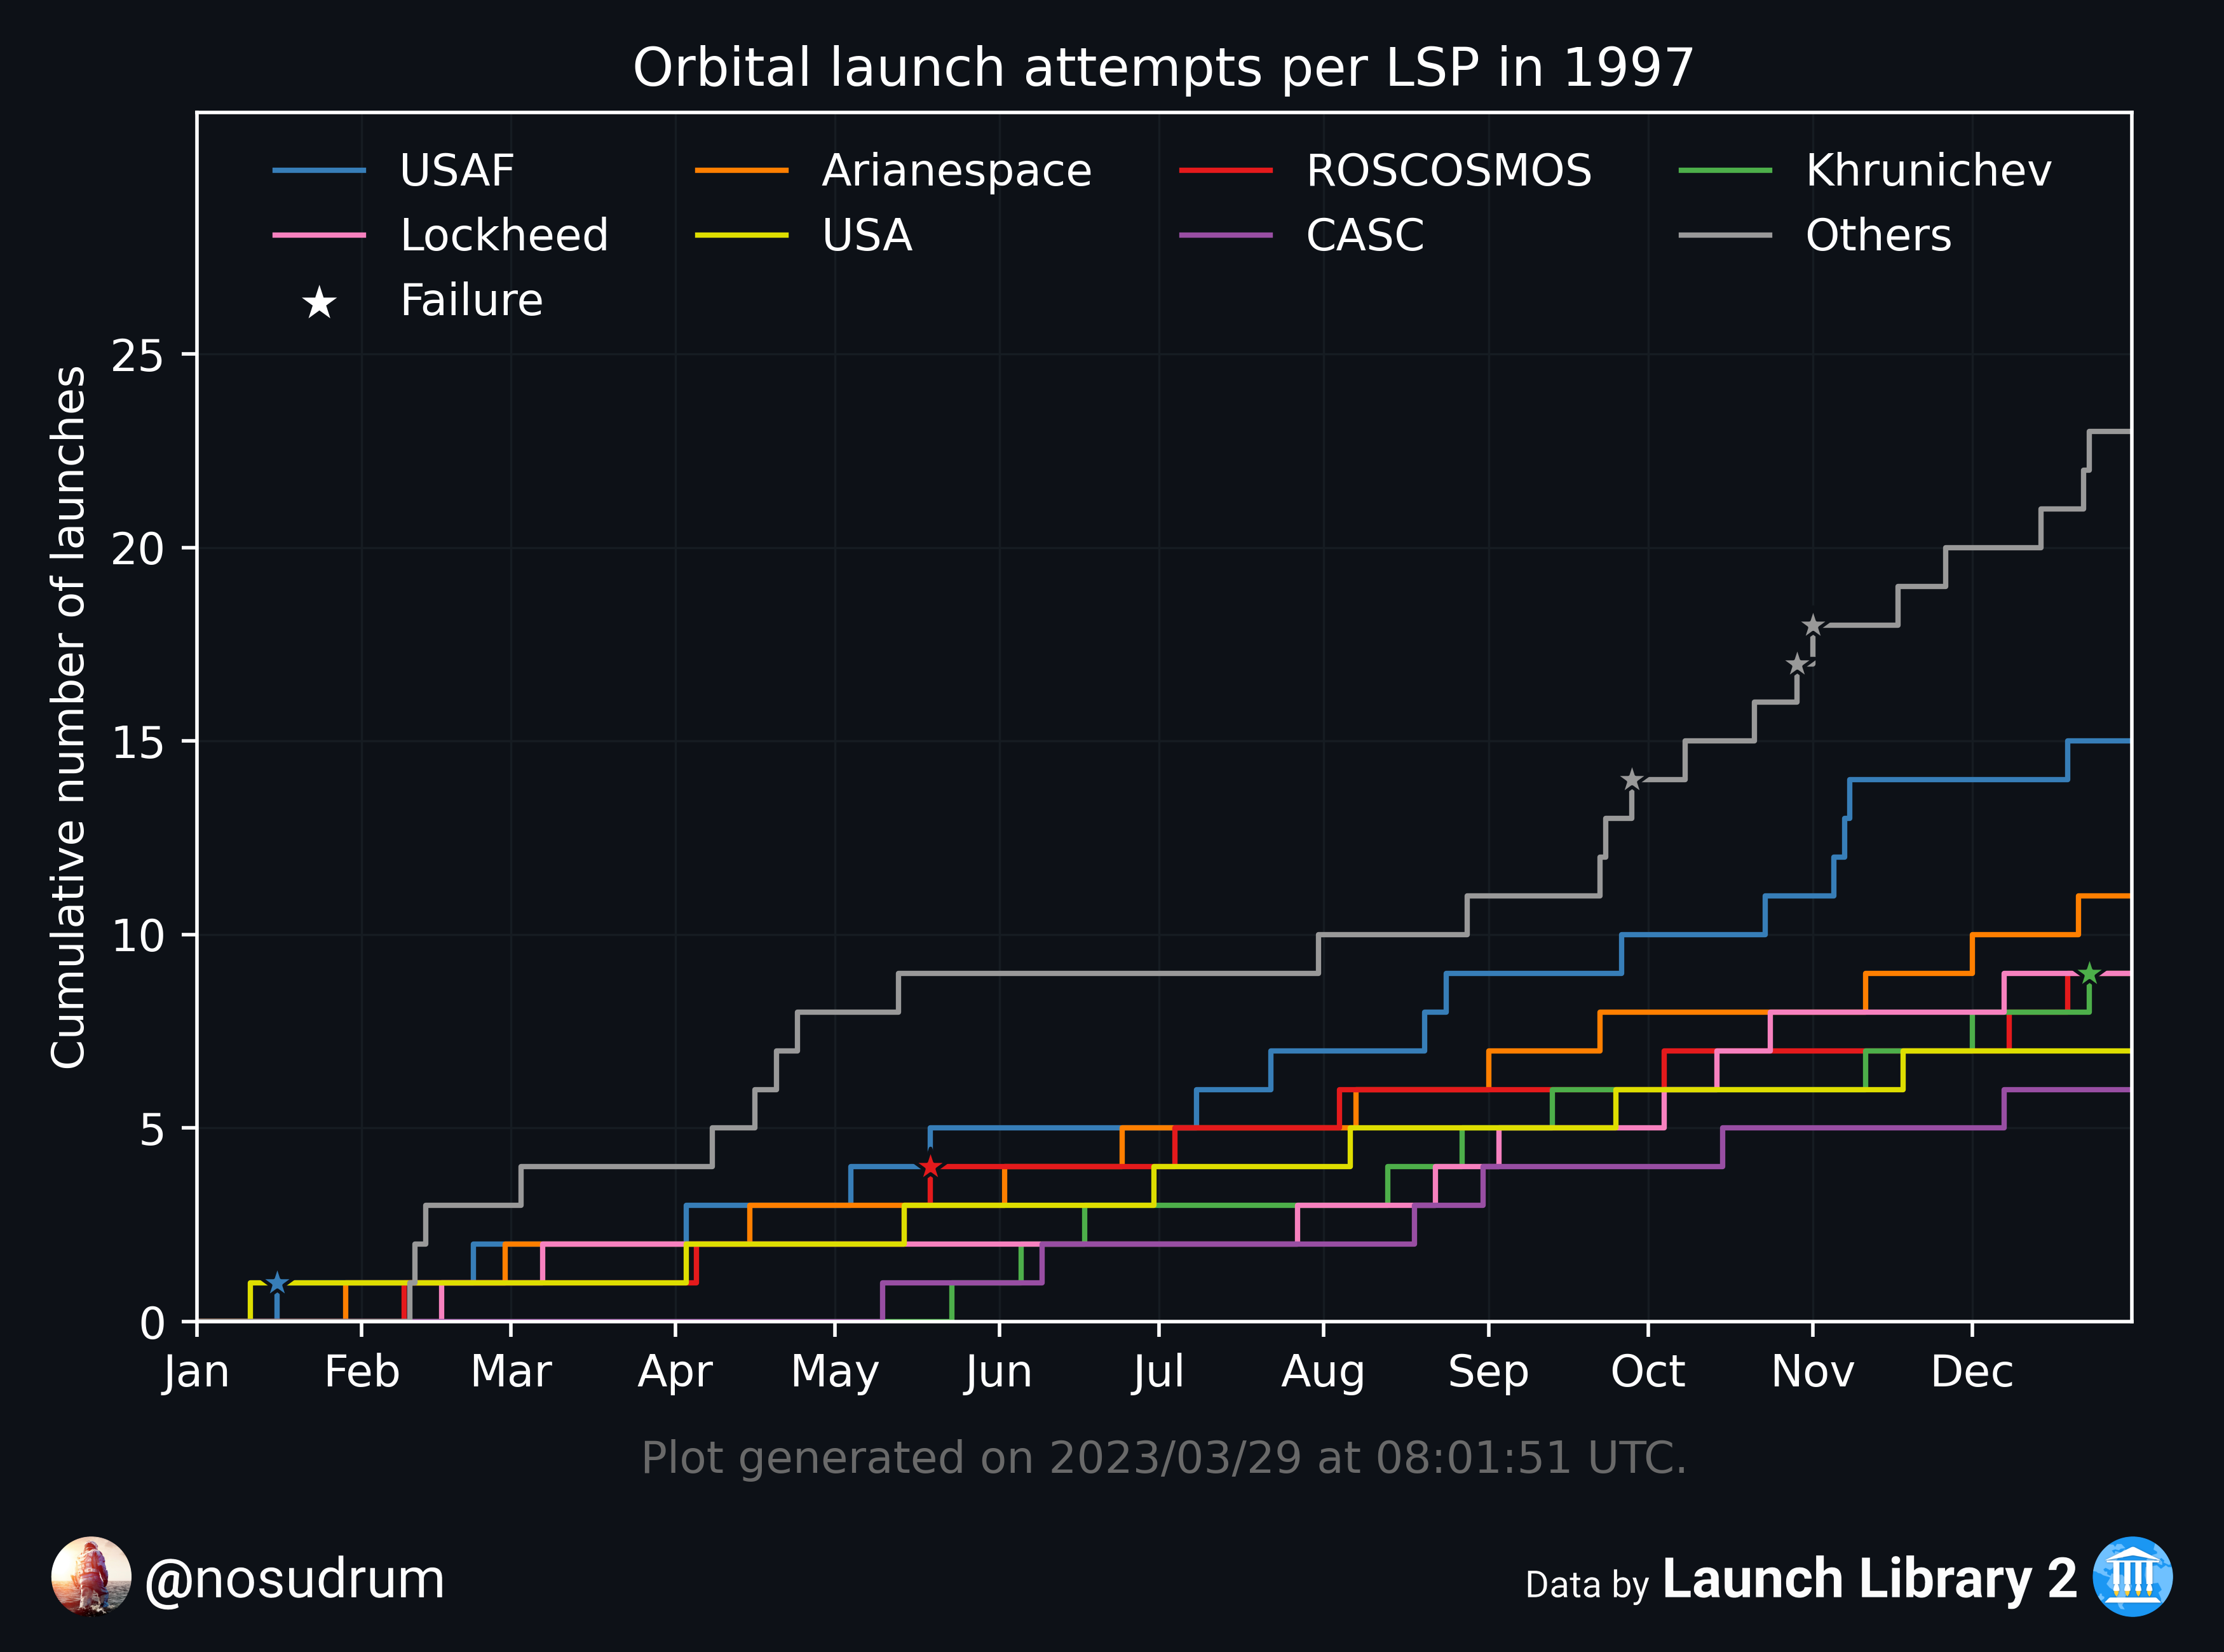 Orbital launch attempts per LSP in 1997
USAF
Arianespace
ROSCOSMOS
Khrunichev
Lockheed
USA
CASC
Others
Failure
Cumulative number of launches
25
20
15
10
5
0
Jan Feb Mar Apr May Jun Jul Aug Sep Oct Nov Dec
Plot generated on 2023/03/29 at 08:01:51 UTC.
@nosudrum
Data by Launch Library 2